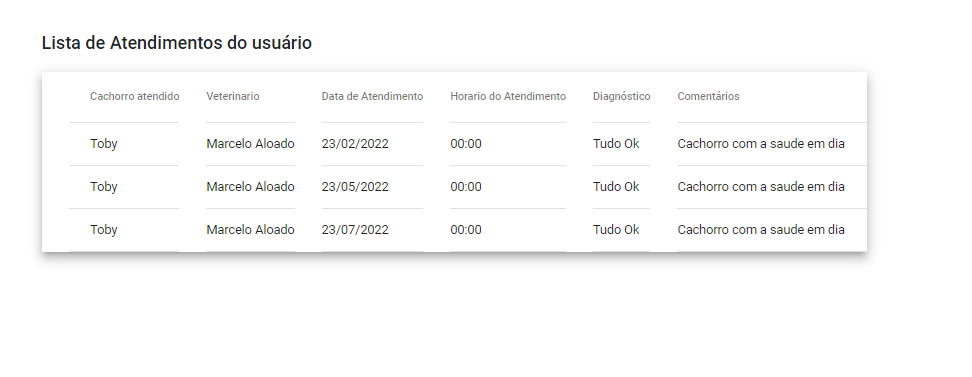 Lista de Atendimentos do usuário
Cachorro atendido Veterinario Data de Atendimento Horario do Atendimento Diagnóstico Comentários
Toby Marcelo Aloado 23/02/2022 00:00 Tudo Ok Cachorro com a saude em dia
Toby Marcelo Aloado 23/05/2022 00:00 Tudo Ok Cachorro com a saude em dia
Toby Marcelo Aloado 23/07/2022 00:00 Tudo Ok Cachorro com a saude em dia